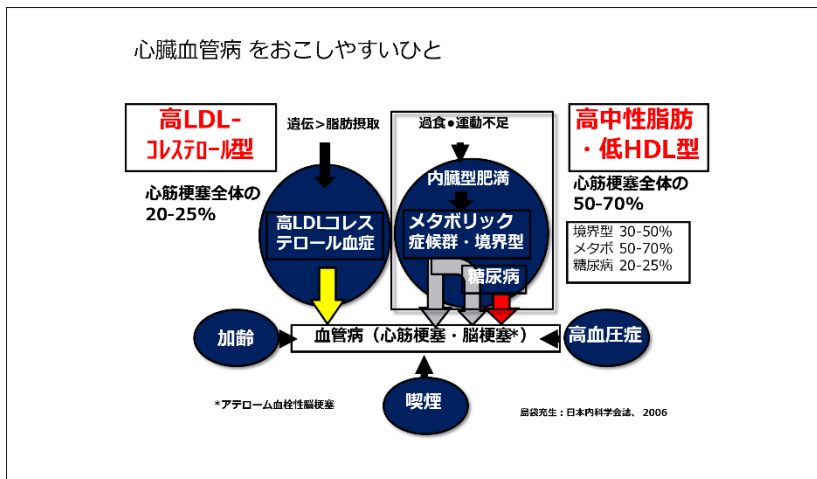 心臓血管病 をおこしやすいひと
高LDL-
ｺﾚｽﾃﾛｰﾙ型
心筋梗塞全体の
20-25%
遺伝>脂肪摂取
高LDLコレス
テロール血症
過食●運動不足
内臓型肥満
メタボリック
症候群・境界型
糖尿病
高中性脂肪
・低HDL型
心筋梗塞全体の
50-70%
境界型 30-50%
メタボ 50-70%
糖尿病 20-25%
加齢
血管病（心筋梗塞・脳梗塞*）
高血圧症
喫煙
*アテローム血栓性脳梗塞
島袋充生：日本内科学会誌、2006